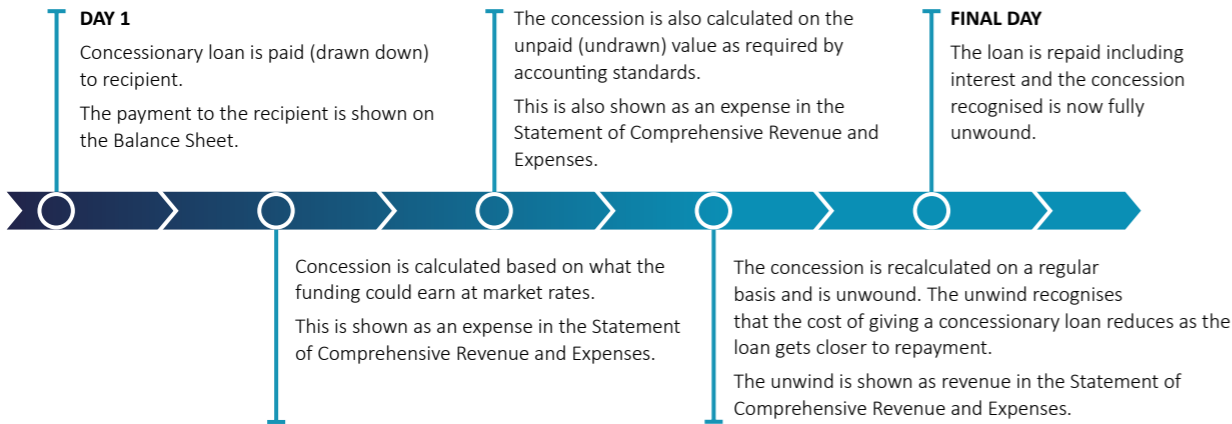 DAY 1
Concessionary loan is paid (drawn down)
to recipient.
The payment to the recipient is shown on
the Balance Sheet.
Concession is calculated based on what the
funding could earn at market rates.
This is shown as an expense in the Statement
of Comprehensive Revenue and Expenses.
The concession is also calculated on the
unpaid (undrawn) value as required by
accounting standards.
This is also shown as an expense in the
Statement of Comprehensive Revenue and
Expenses.
The concession is recalculated on a regular
basis and is unwound. The unwind recognises
that the cost of giving a concessionary loan reduces as the
loan gets closer to repayment.
The unwind is shown as revenue in the Statement of
Comprehensive Revenue and Expenses.
FINAL DAY
The loan is repaid including
interest and the concession
recognised is now fully
unwound.